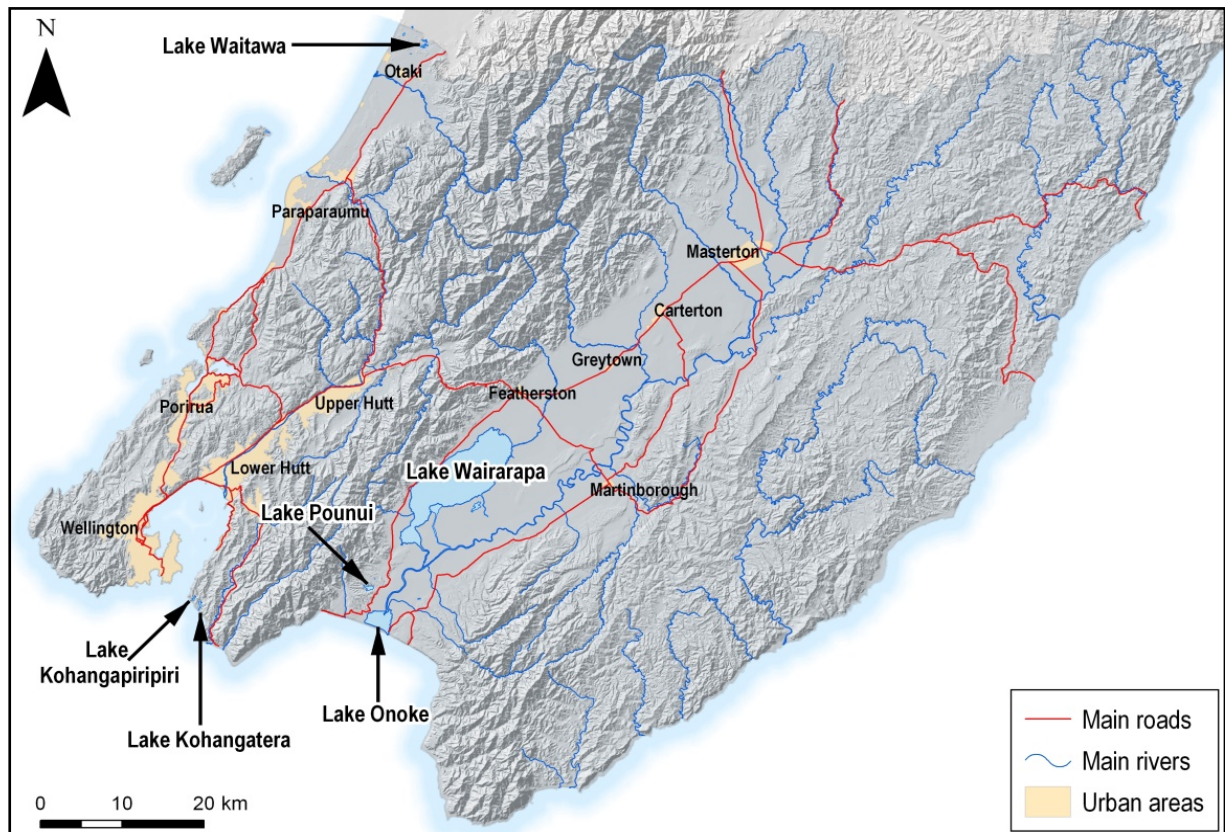 N
Lake Waitawa
Otaki
Paraparaumu
Masterton
Carterton
Greytown
Featherston
Upper Hutt
Porirua
Lower Hutt
Lake Wairarapa
Martinborough
Lake Pounui
Wellington
Lake
Kohangapiripiri
Lake Kohangatera
Lake Onoke
Main roads
Main rivers
Urban areas
0 10 20 km